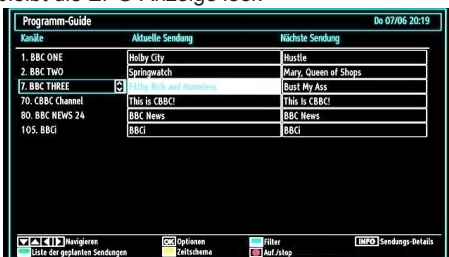 Programm-Guide Do 07/06 20:19
Kanäle Aktuelle Sendung Nächste Sendung
1. BBC ONE Holby City Hustle
2. BBC TWO Springwatch Mary, Queen of Shops
7. BBC THREE Filthy Rich and Homeless Bust My Ass
70. CBBC Channel This is CBBC! This Is CBBC!
80. BBC NEWS 24 BBC News BBC News
105. BBCi BBCi BBCi
Navigieren OK Optionen Filter INFO Sendungs-Details
Liste der geplanten Sendungen Zeitschema Auf./stop